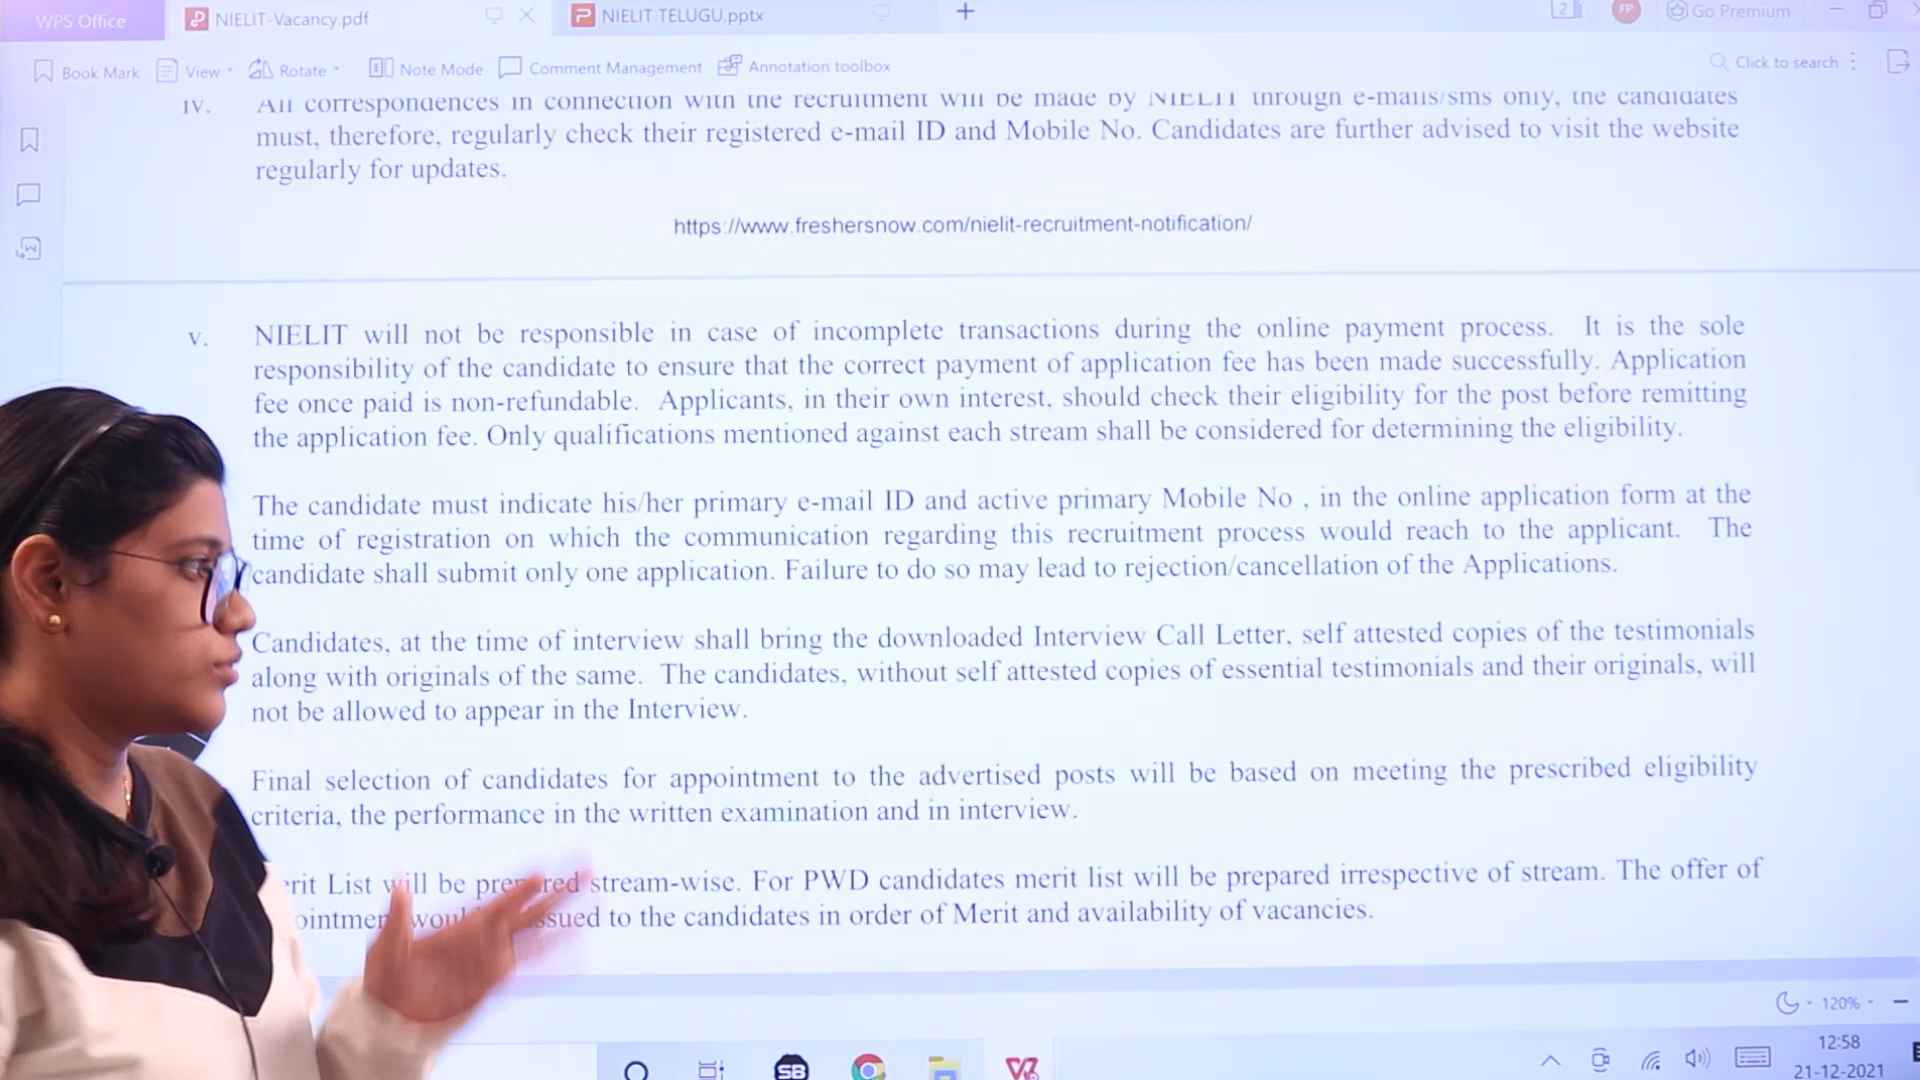 WPS Office
NIELIT-Vacancy.pdf
NIELIT TELUGU.pptx
+
2
FP
Go Premium
Book Mark
View
Rotate
Note Mode
Comment Management
Annotation toolbox
Click to search
IV. All correspondences in connection with the recruitment will be made by NIELIT through e-mails/sms only, the candidates
must, therefore, regularly check their registered e-mail ID and Mobile No. Candidates are further advised to visit the website
regularly for updates.
https://www.freshersnow.com/nielit-recruitment-notification/
V. NIELIT will not be responsible in case of incomplete transactions during the online payment process. It is the sole
responsibility of the candidate to ensure that the correct payment of application fee has been made successfully. Application
fee once paid is non-refundable. Applicants, in their own interest, should check their eligibility for the post before remitting
the application fee. Only qualifications mentioned against each stream shall be considered for determining the eligibility.
The candidate must indicate his/her primary e-mail ID and active primary Mobile No , in the online application form at the
time of registration on which the communication regarding this recruitment process would reach to the applicant. The
candidate shall submit only one application. Failure to do so may lead to rejection/cancellation of the Applications.
Candidates, at the time of interview shall bring the downloaded Interview Call Letter, self attested copies of the testimonials
along with originals of the same. The candidates, without self attested copies of essential testimonials and their originals, will
not be allowed to appear in the Interview.
Final selection of candidates for appointment to the advertised posts will be based on meeting the prescribed eligibility
criteria, the performance in the written examination and in interview.
rit List will be prepared stream-wise. For PWD candidates merit list will be prepared irrespective of stream. The offer of
ointment would ssued to the candidates in order of Merit and availability of vacancies.
120%
SB
12:58
21-12-2021